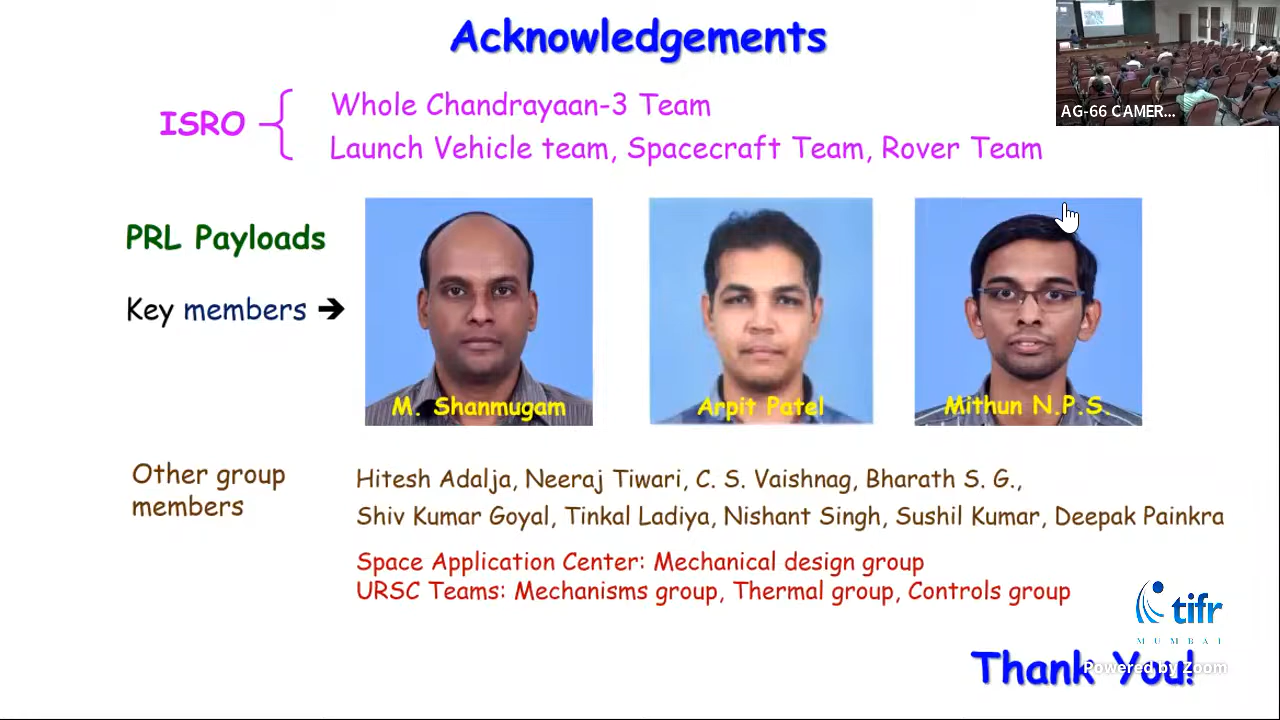 Acknowledgements
AG-66 CAMER...
ISRO
Whole Chandrayaan-3 Team
Launch Vehicle team, Spacecraft Team, Rover Team
PRL Payloads
Key members ➔
M. Shanmugam
Arpit Patel
Mithun N.P.S.
Other group
members
Hitesh Adalja, Neeraj Tiwari, C. S. Vaishnag, Bharath S. G.,
Shiv Kumar Goyal, Tinkal Ladiya, Nishant Singh, Sushil Kumar, Deepak Painkra
Space Application Center: Mechanical design group
URSC Teams: Mechanisms group, Thermal group, Controls group
tifr
MUMBAI
Thank You!
Powered by Zoom